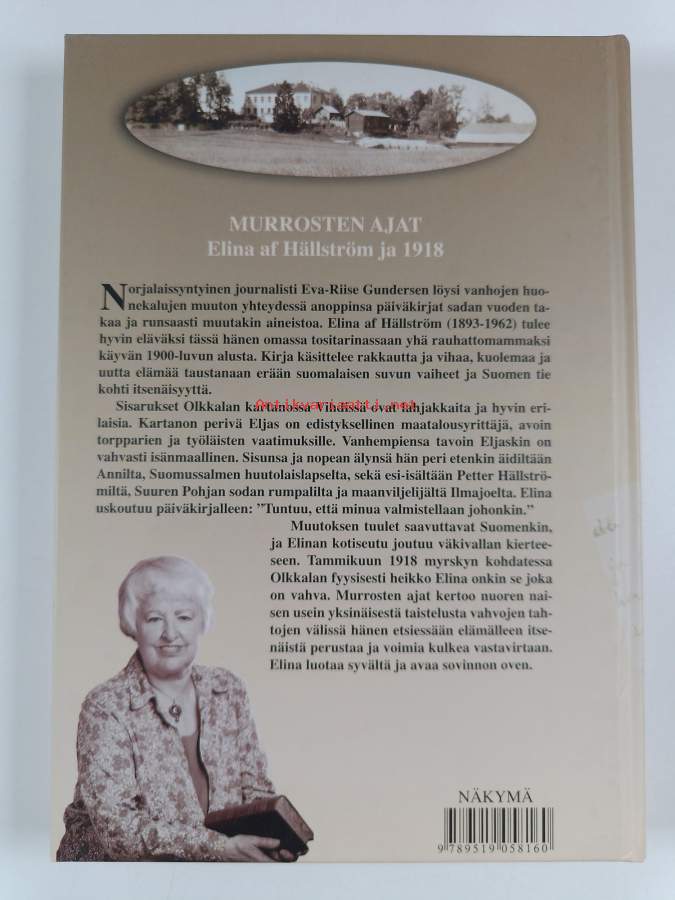 MURROSTEN AJAT
Elina af Hällström ja 1918
Norjalaissyntyinen journalisti Eva-Riise Gundersen löysi vanhojen huo-
nekalujen muuton yhteydessä anoppinsa päiväkirjat sadan vuoden ta-
kaa ja runsaasti muutakin aineistoa. Elina af Hällström (1893-1962) tulee
hyvin eläväksi tässä hänen omassa tositarinassaan yhä rauhattomammaksi
käyvän 1900-luvun alusta. Kirja käsittelee rakkautta ja vihaa, kuolemaa ja
uutta elämää taustanaan erään suomalaisen suvun vaiheet ja Suomen tie
kohti itsenäisyyttä.
Antikvariaatti.net
Sisarukset Olkkalan kartanossa Vihdissä ovat lahjakkaita ja hyvin eri-
laisia. Kartanon perivä Eljas on edistyksellinen maatalousyrittäjä, avoin
torpparien ja työläisten vaatimuksille. Vanhempiensa tavoin Eljaskin on
vahvasti isänmaallinen. Sisunsa ja nopean älynsä hän peri etenkin äidiltään
Annilta, Suomussalmen huutolaislapselta, sekä esi-isältään Petter Hällströ-
miltä, Suuren Pohjan sodan rumpalilta ja maanviljelijältä Ilmajoelta. Elina
uskoutuu päiväkirjalleen: ”Tuntuu, että minua valmistellaan johonkin.”
Muutoksen tuulet saavuttavat Suomenkin,
ja Elinan kotiseutu joutuu väkivallan kiertee-
seen. Tammikuun 1918 myrskyn kohdatessa
Olkkalan fyysisesti heikko Elina onkin se joka
on vahva. Murrosten ajat kertoo nuoren nai-
sen usein yksinäisestä taistelusta vahvojen tah-
tojen välissä hänen etsiessään elämälleen itse-
näistä perustaa ja voimia kulkea vastavirtaan.
Elina luotaa syvältä ja avaa sovinnon oven.
NÄKYMÄ
9 789519 058160